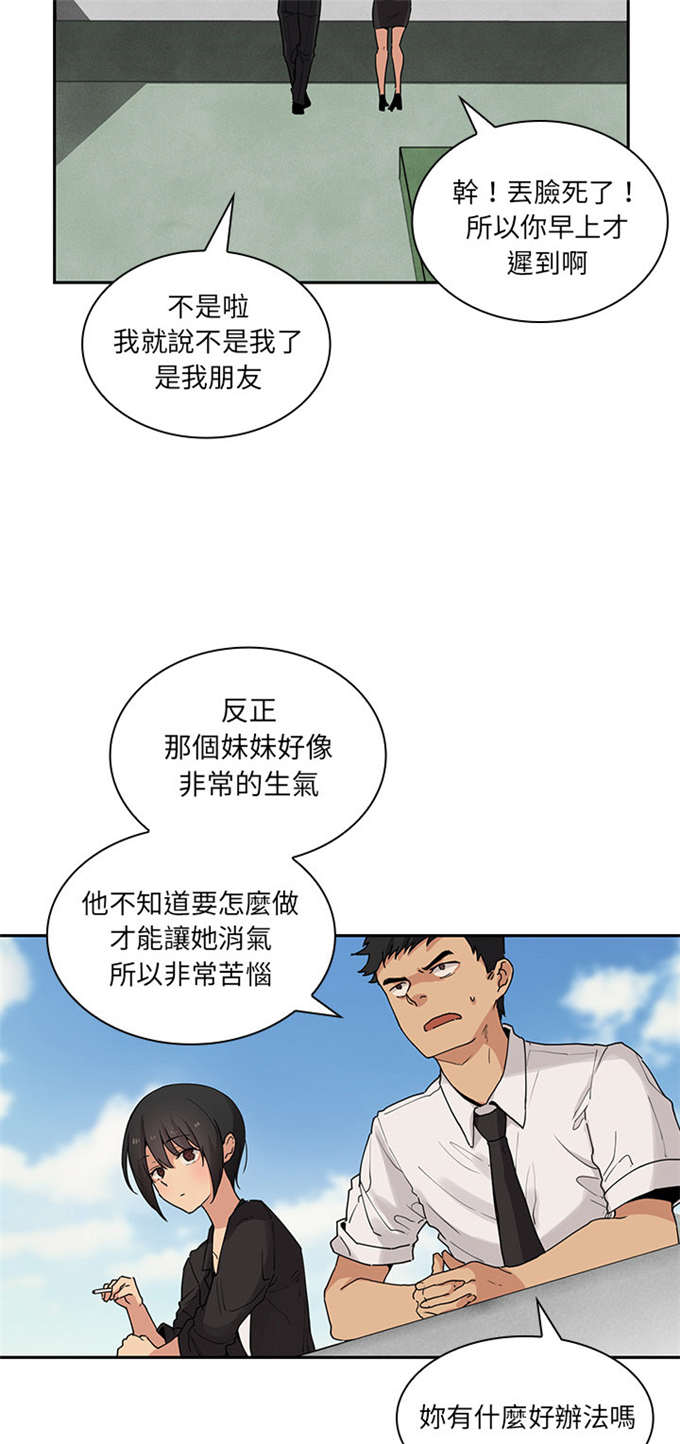 幹！丟臉死了！
所以你早上才
遲到啊
不是啦
我就說不是我了
是我朋友
反正
那個妹妹好像
非常的生氣
他不知道要怎麼做
才能讓她消氣
所以非常苦惱
妳有什麼好辦法嗎